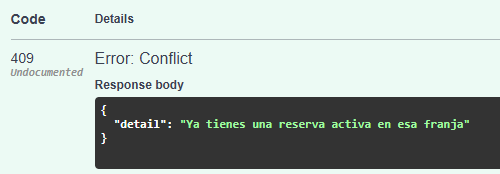 Code Details
409 Error: Conflict
Undocumented
Response body
{
"detail": "Ya tienes una reserva activa en esa franja"
}